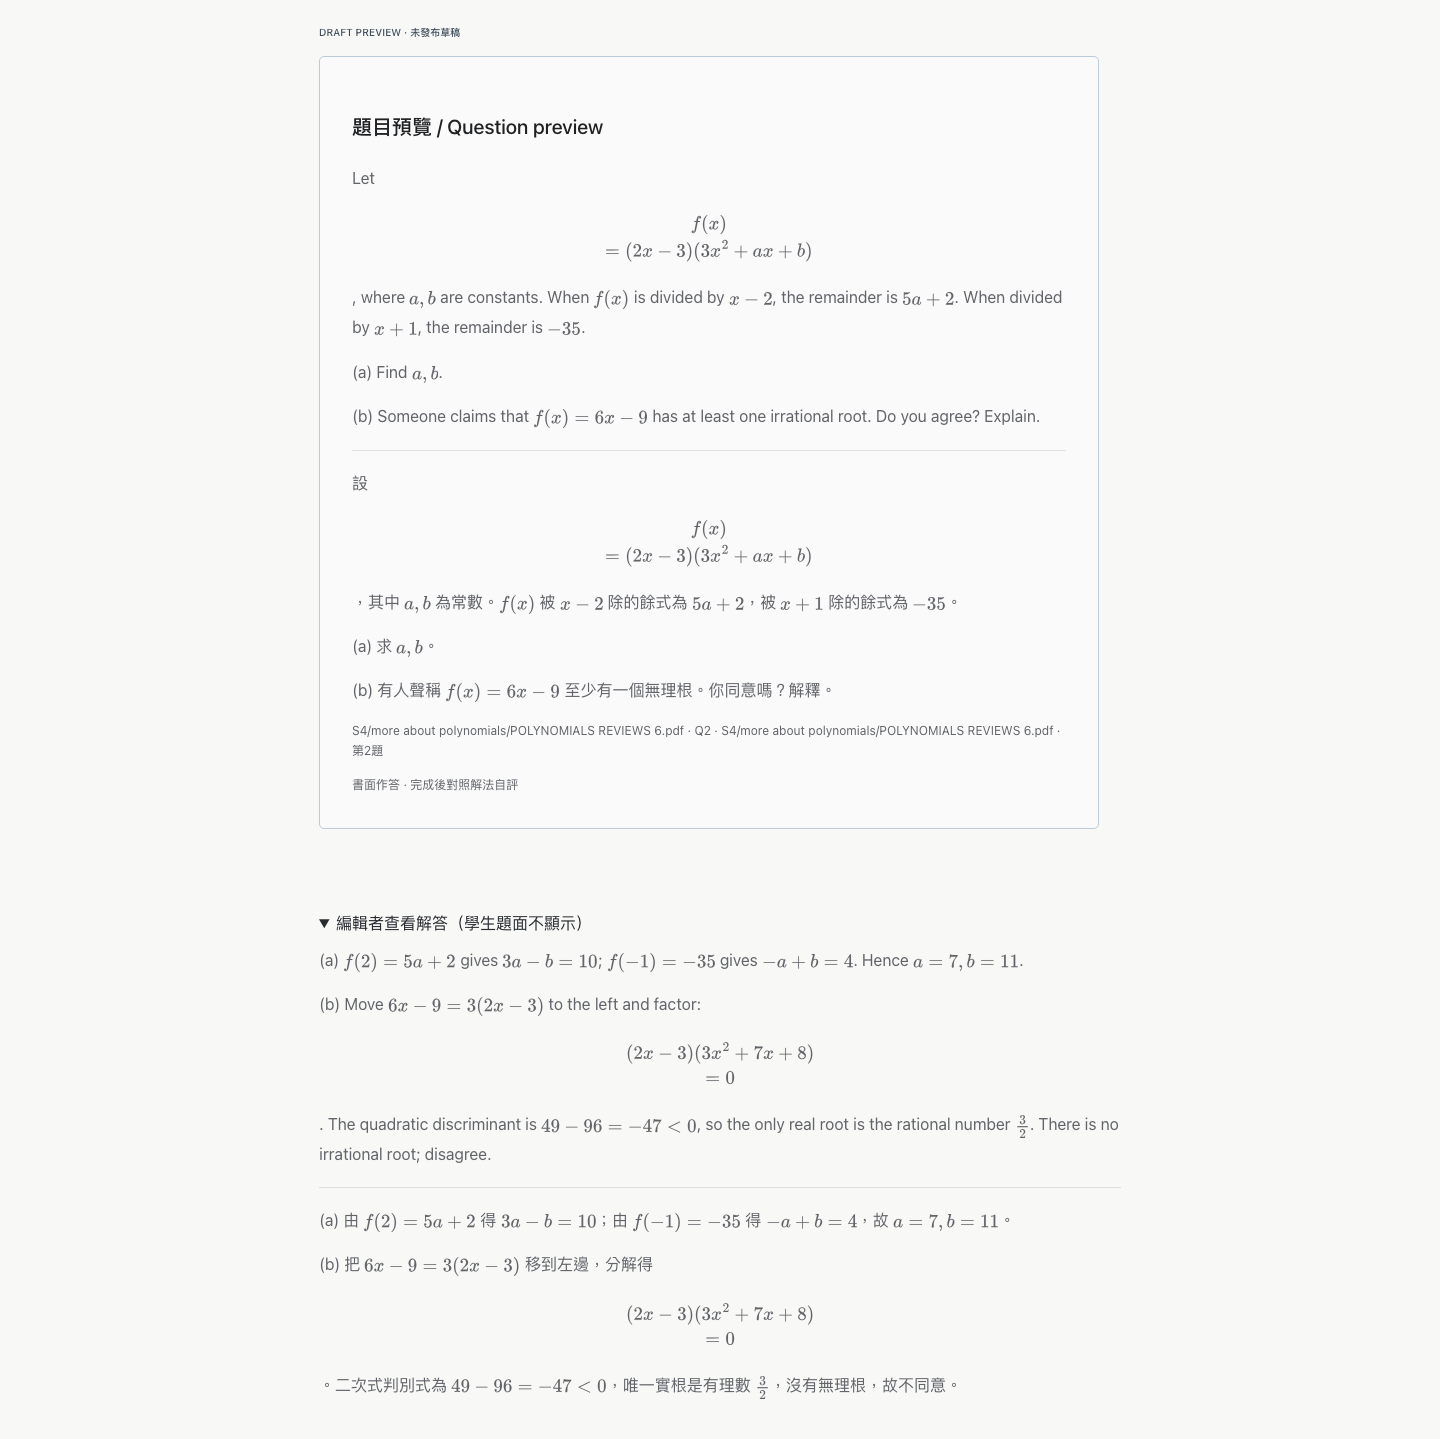 DRAFT PREVIEW · 未發布草稿
題目預覽 / Question preview
Let
f(x)
= (2x − 3)(3x² + ax + b)
, where a, b are constants. When f(x) is divided by x − 2, the remainder is 5a + 2. When divided
by x + 1, the remainder is −35.
(a) Find a, b.
(b) Someone claims that f(x) = 6x − 9 has at least one irrational root. Do you agree? Explain.
設
f(x)
= (2x − 3)(3x² + ax + b)
，其中 a, b 為常數。f(x) 被 x − 2 除的餘式為 5a + 2，被 x + 1 除的餘式為 −35。
(a) 求 a, b。
(b) 有人聲稱 f(x) = 6x − 9 至少有一個無理根。你同意嗎？解釋。
S4/more about polynomials/POLYNOMIALS REVIEWS 6.pdf · Q2 · S4/more about polynomials/POLYNOMIALS REVIEWS 6.pdf ·
第2題
書面作答 · 完成後對照解法自評
▼ 編輯者查看解答（學生題面不顯示）
(a) f(2) = 5a + 2 gives 3a − b = 10; f(−1) = −35 gives −a + b = 4. Hence a = 7, b = 11.
(b) Move 6x − 9 = 3(2x − 3) to the left and factor:
(2x − 3)(3x² + 7x + 8)
= 0
. The quadratic discriminant is 49 − 96 = −47 < 0, so the only real root is the rational number 3/2. There is no
irrational root; disagree.
(a) 由 f(2) = 5a + 2 得 3a − b = 10；由 f(−1) = −35 得 −a + b = 4，故 a = 7, b = 11。
(b) 把 6x − 9 = 3(2x − 3) 移到左邊，分解得
(2x − 3)(3x² + 7x + 8)
= 0
。二次式判別式為 49 − 96 = −47 < 0，唯一實根是有理數 3/2，沒有無理根，故不同意。